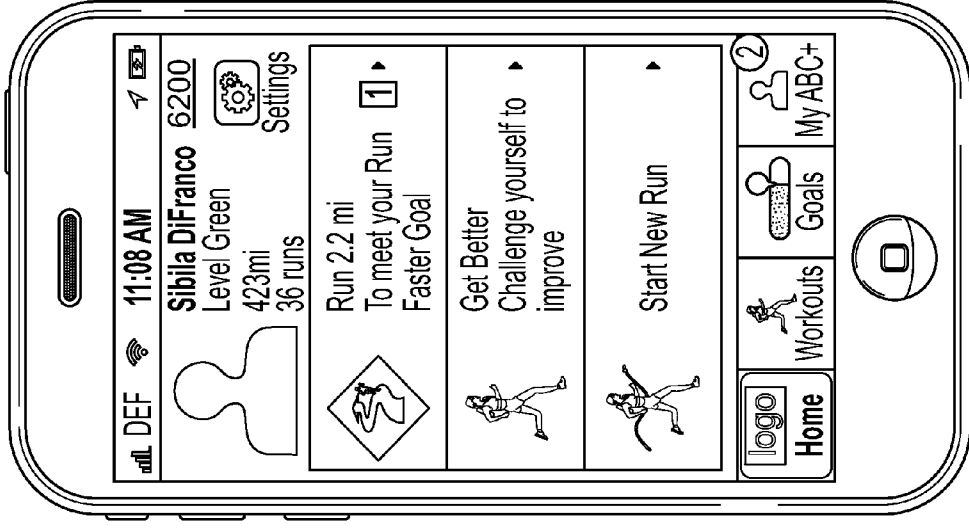 DEF 11:08 AM
Sibila DiFranco 6200
Level Green
423mi
36 runs
Settings
Run 2.2 mi
To meet your Run
Faster Goal
1
Get Better
Challenge yourself to
improve
Start New Run
2
logo
Home
Workouts
Goals
My ABC+